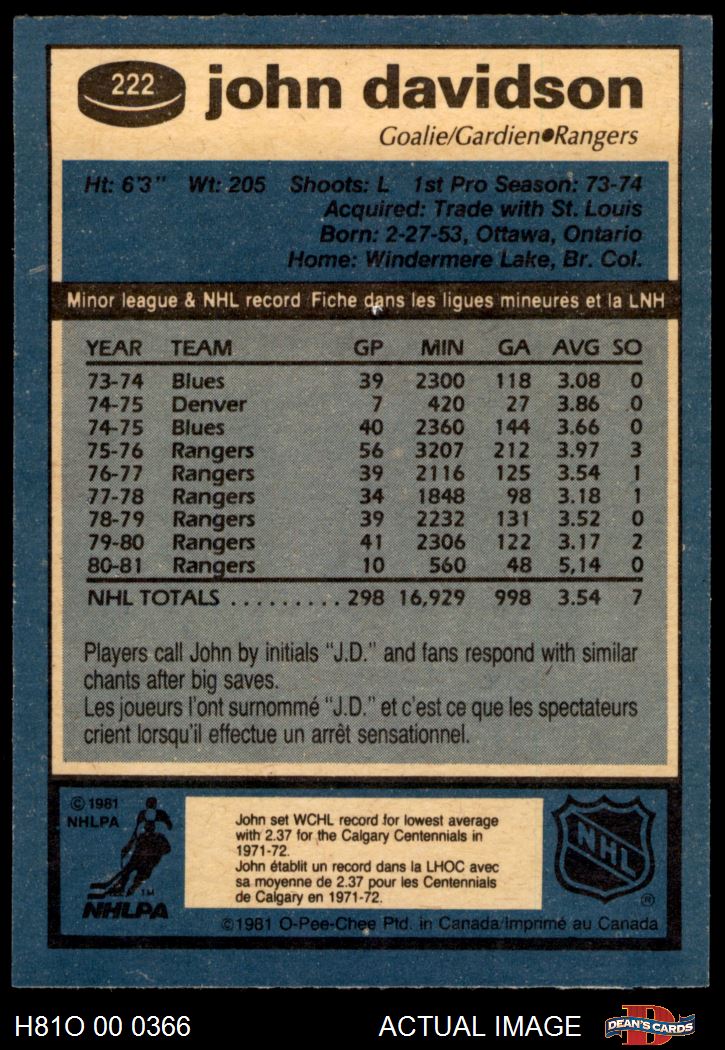 222 john davidson
Goalie/Gardien●Rangers
Ht: 6'3" Wt: 205 Shoots: L 1st Pro Season: 73-74
Acquired: Trade with St. Louis
Born: 2-27-53, Ottawa, Ontario
Home: Windermere Lake, Br. Col.
Minor league & NHL record Fiche dans les ligues mineures et la LNH
YEAR TEAM GP MIN GA AVG SO
73-74 Blues 39 2300 118 3.08 0
74-75 Denver 7 420 27 3.86 0
74-75 Blues 40 2360 144 3.66 0
75-76 Rangers 56 3207 212 3.97 3
76-77 Rangers 39 2116 125 3.54 1
77-78 Rangers 34 1848 98 3.18 1
78-79 Rangers 39 2232 131 3.52 0
79-80 Rangers 41 2306 122 3.17 2
80-81 Rangers 10 560 48 5,14 0
NHL TOTALS ......... 298 16,929 998 3.54 7
Players call John by initials "J.D." and fans respond with similar
chants after big saves.
Les joueurs l'ont surnommé "J.D." et c'est ce que les spectateurs
crient lorsqu'il effectue un arrêt sensationnel.
© 1981
NHLPA
TM
NHLPA
John set WCHL record for lowest average
with 2.37 for the Calgary Centennials in
1971-72.
John établit un record dans la LHOC avec
sa moyenne de 2.37 pour les Centennials
de Calgary en 1971-72.
NHL
®
©1981 O-Pee-Chee Ptd. in Canada/Imprimé au Canada
H81O 00 0366 ACTUAL IMAGE D DEAN'S CARDS